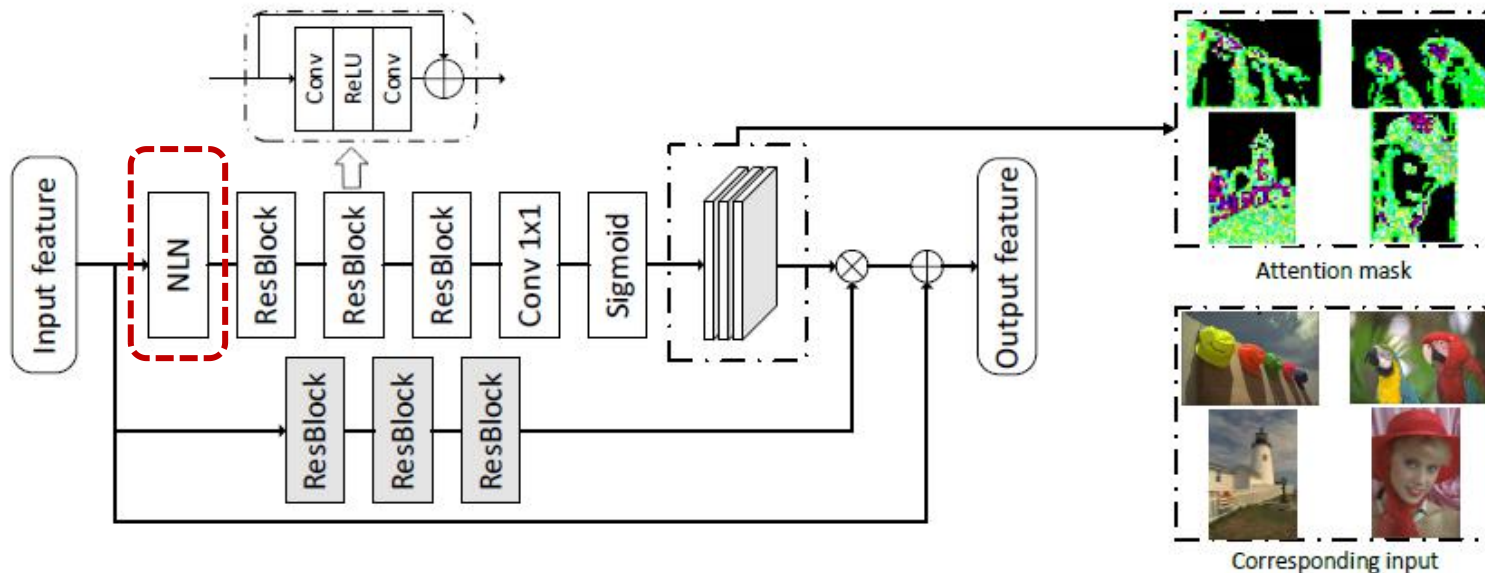 Conv
ReLU
Conv
Input feature
NLN
ResBlock
ResBlock
ResBlock
Conv 1x1
Sigmoid
Output feature
ResBlock
ResBlock
ResBlock
Attention mask
Corresponding input